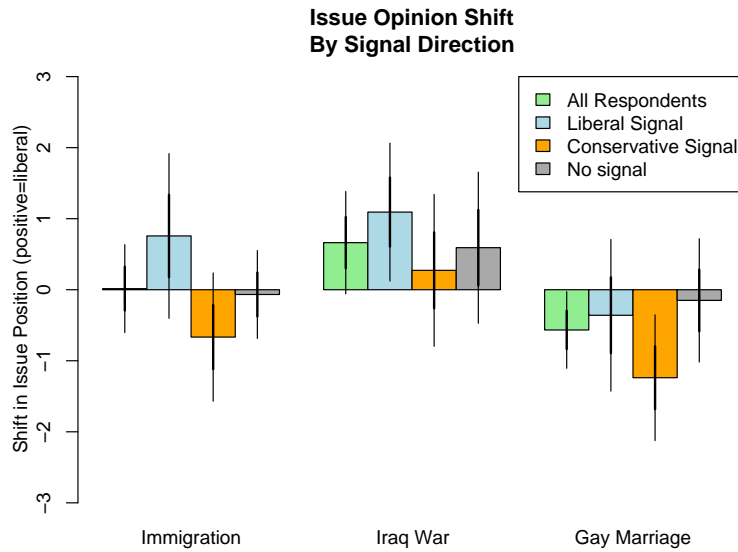 Issue Opinion Shift
By Signal Direction
Shift in Issue Position (positive=liberal)
3
2
1
0
−1
−2
−3
All Respondents
Liberal Signal
Conservative Signal
No signal
Immigration
Iraq War
Gay Marriage